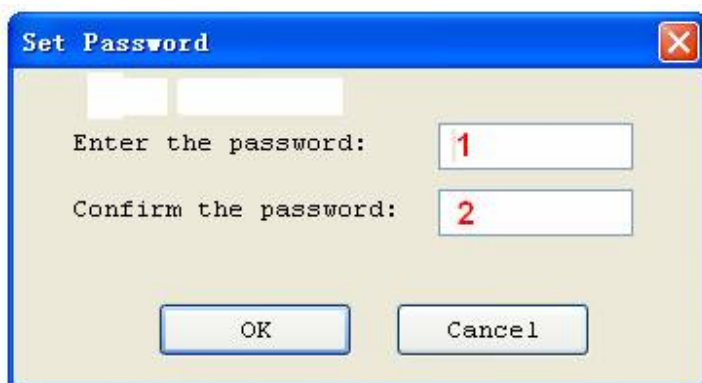 Set Password
Enter the password: 1
Confirm the password: 2
OK Cancel